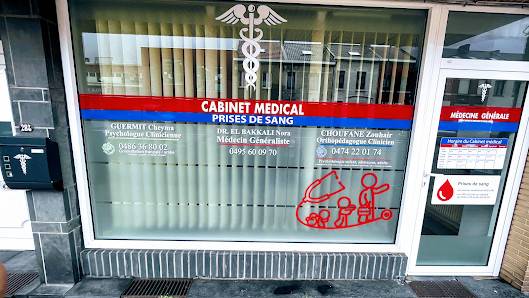 CABINET MEDICAL
PRISES DE SANG
GUERMIT Cheyma
Psychologue Clinicienne
0486 36 80 02
DR. EL BAKKALI Nora
Médecin Généraliste
0495 60 09 70
CHOUFANE Zouhair
Orthopédagogue Clinicien
0474 22 01 74
MÉDECINE GÉNÉRALE
Horaire du Cabinet médical
Prises de sang